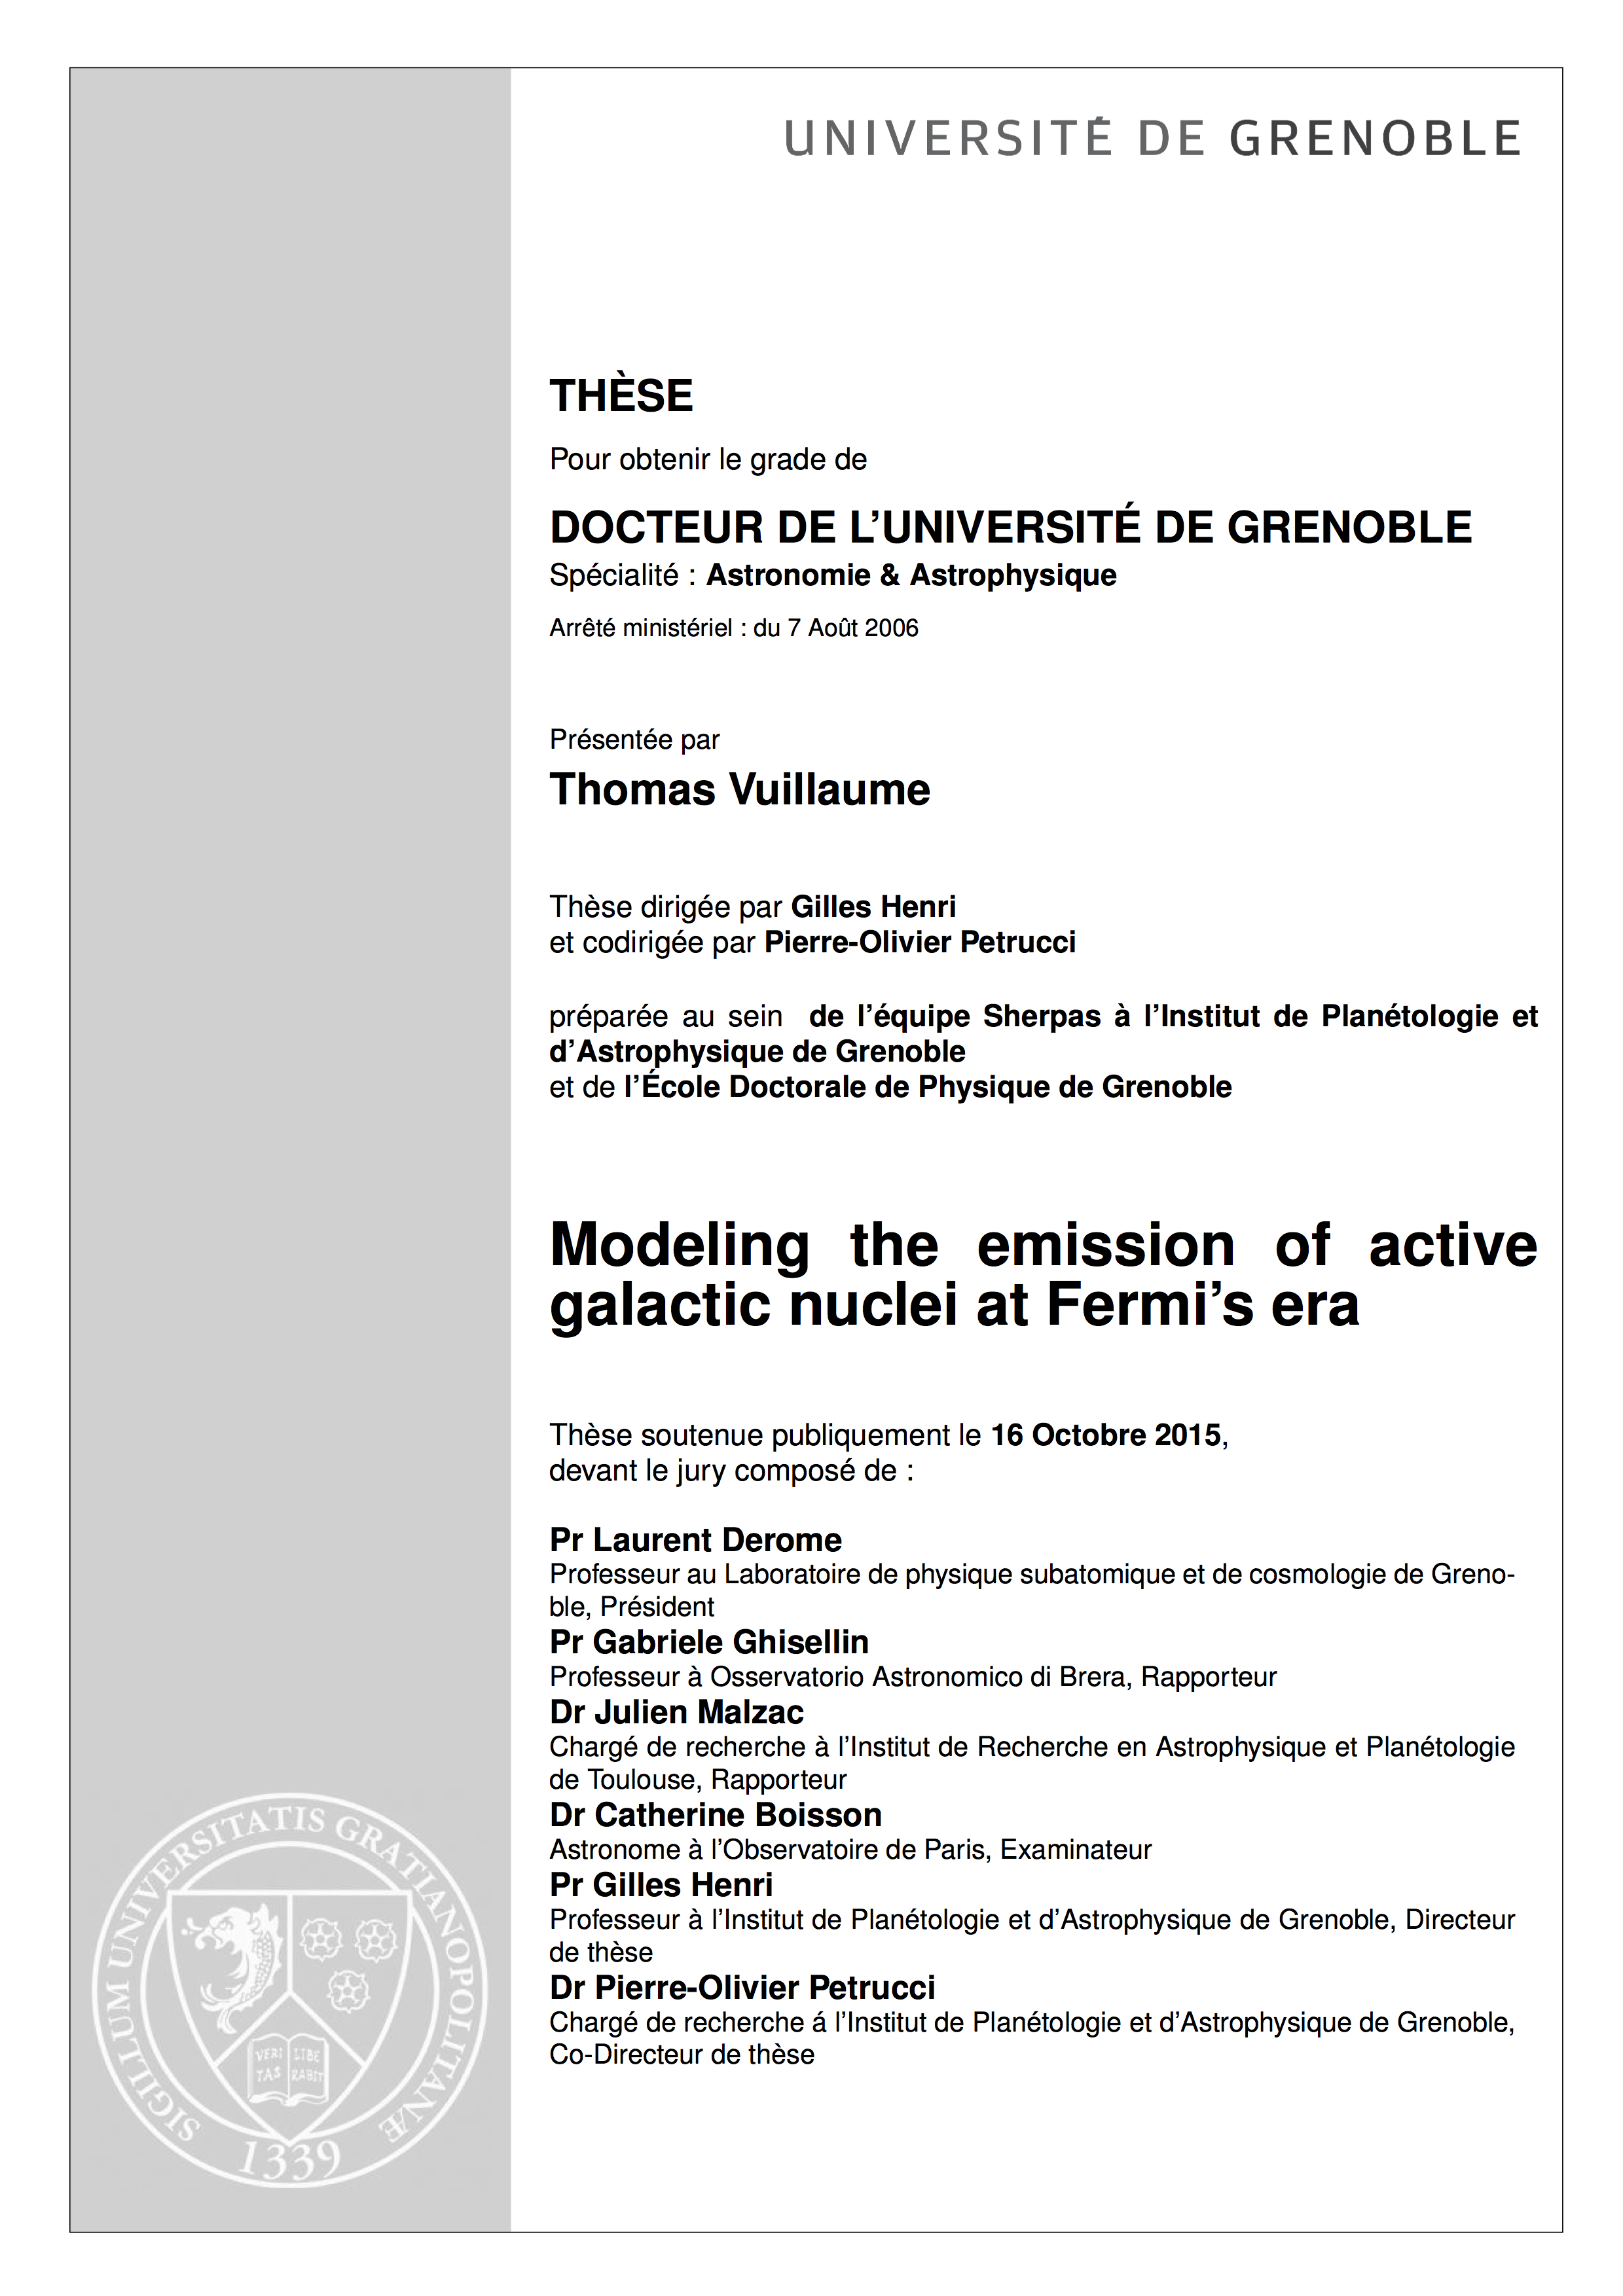 UNIVERSITÉ DE GRENOBLE
THÈSE
Pour obtenir le grade de
DOCTEUR DE L’UNIVERSITÉ DE GRENOBLE
Spécialité : Astronomie & Astrophysique
Arrêté ministériel : du 7 Août 2006
Présentée par
Thomas Vuillaume
Thèse dirigée par Gilles Henri
et codirigée par Pierre-Olivier Petrucci
préparée au sein de l’équipe Sherpas à l’Institut de Planétologie et
d’Astrophysique de Grenoble
et de l’École Doctorale de Physique de Grenoble
Modeling the emission of active
galactic nuclei at Fermi’s era
Thèse soutenue publiquement le 16 Octobre 2015,
devant le jury composé de :
Pr Laurent Derome
Professeur au Laboratoire de physique subatomique et de cosmologie de Greno-
ble, Président
Pr Gabriele Ghisellin
Professeur à Osservatorio Astronomico di Brera, Rapporteur
Dr Julien Malzac
Chargé de recherche à l’Institut de Recherche en Astrophysique et Planétologie
de Toulouse, Rapporteur
Dr Catherine Boisson
Astronome à l’Observatoire de Paris, Examinateur
Pr Gilles Henri
Professeur à l’Institut de Planétologie et d’Astrophysique de Grenoble, Directeur
de thèse
Dr Pierre-Olivier Petrucci
Chargé de recherche á l’Institut de Planétologie et d’Astrophysique de Grenoble,
Co-Directeur de thèse
SIGILLUM UNIVERSITATIS GRATIANOPOLITANÆ
VERI LIBE
TAS RABIT
1339